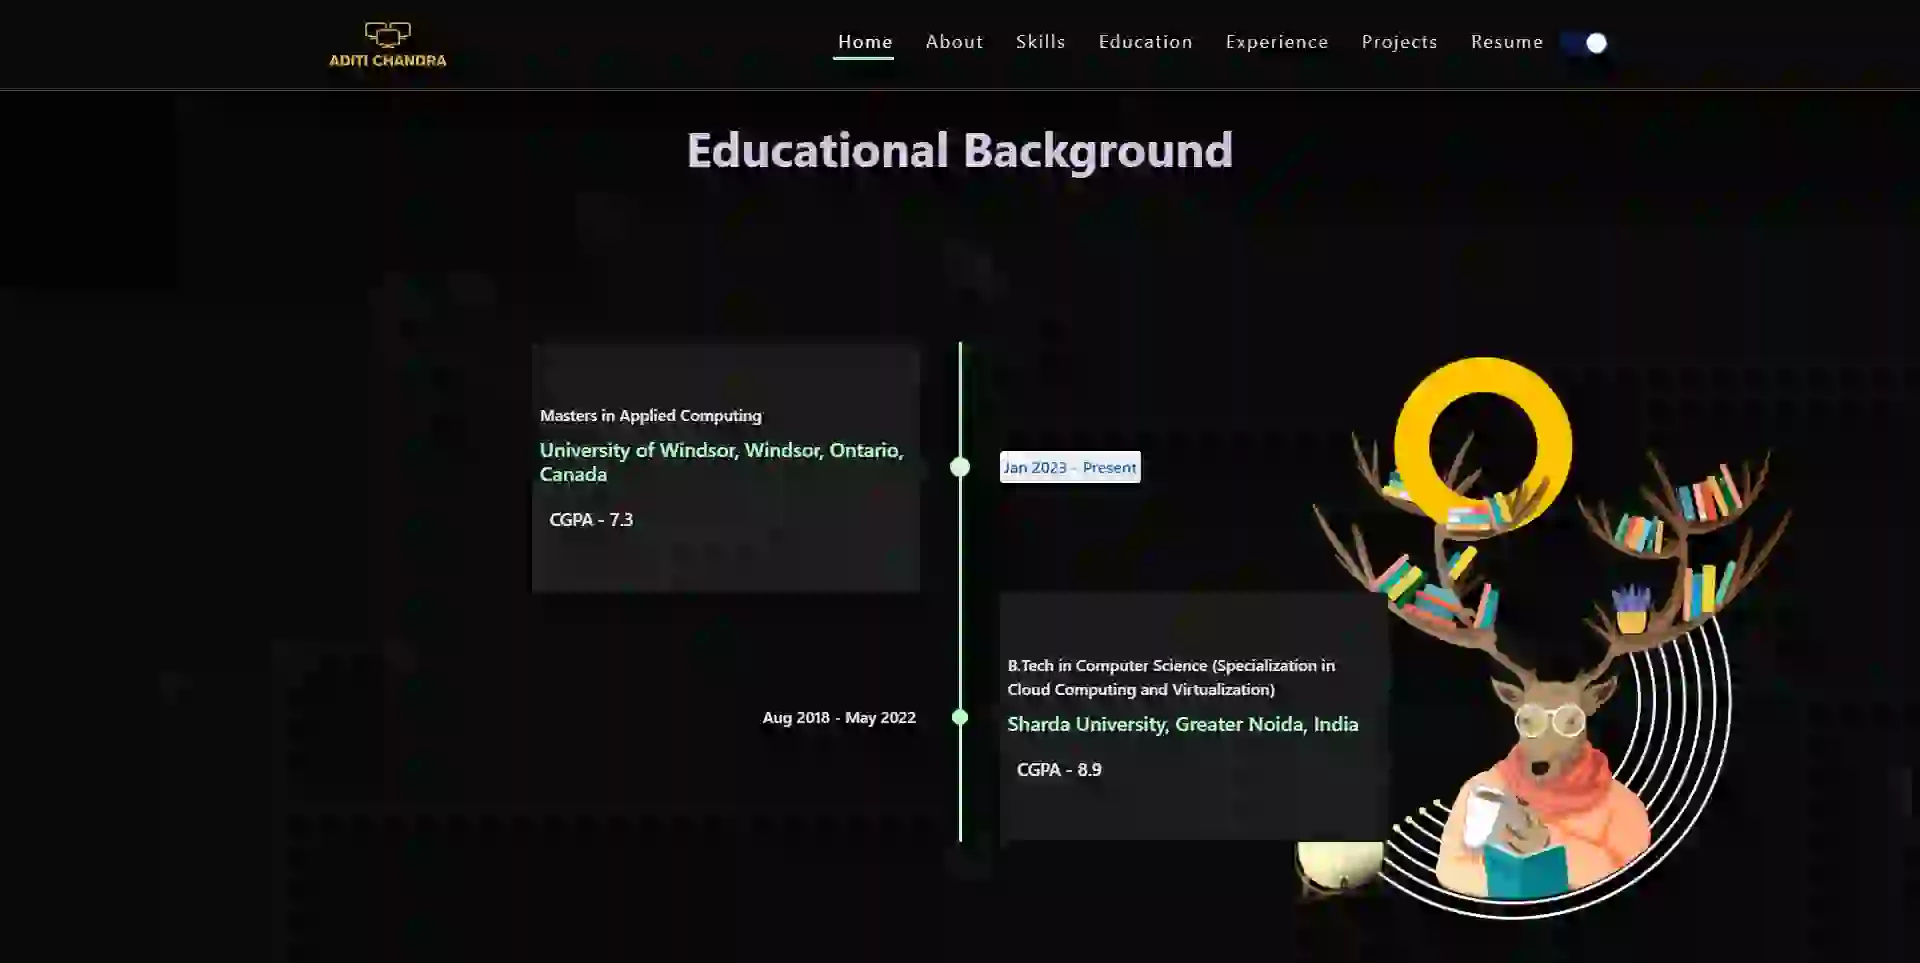 ADITI CHANDRA
Home About Skills Education Experience Projects Resume
Educational Background
Masters in Applied Computing
University of Windsor, Windsor, Ontario,
Canada
CGPA - 7.3
Jan 2023 - Present
Aug 2018 - May 2022
B.Tech in Computer Science (Specialization in
Cloud Computing and Virtualization)
Sharda University, Greater Noida, India
CGPA - 8.9